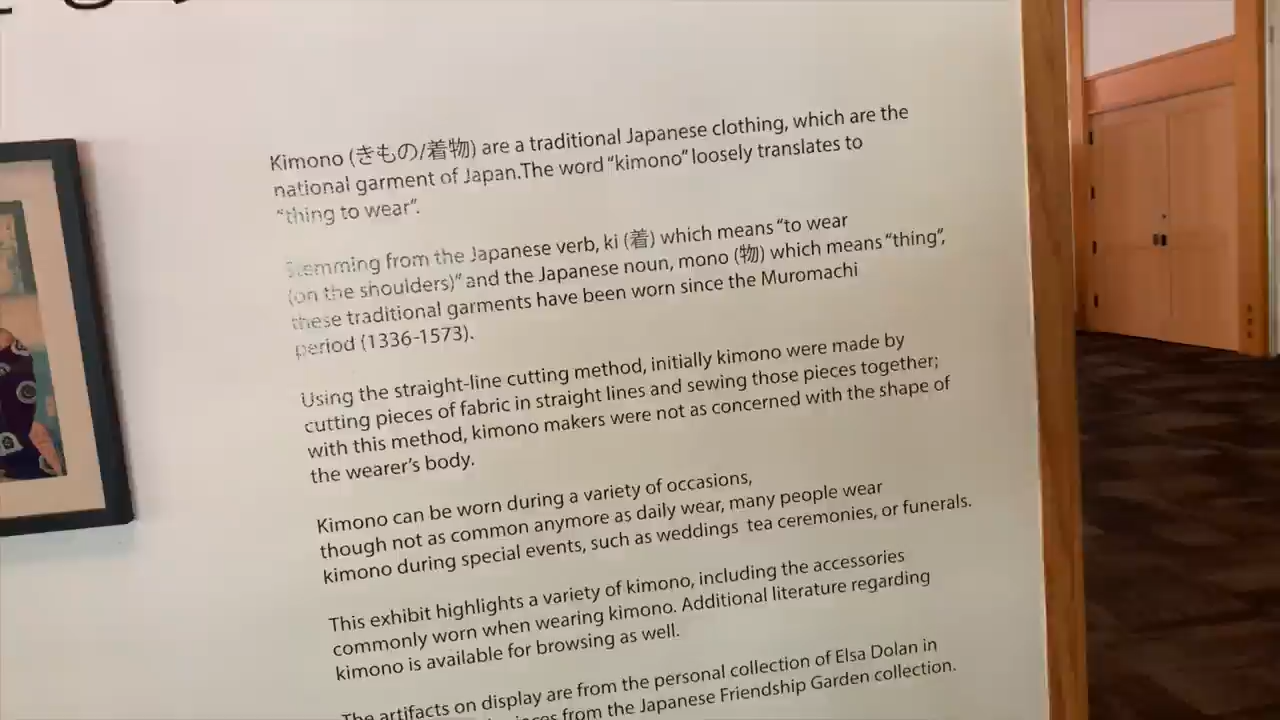 Kimono (きもの/着物) are a traditional Japanese clothing, which are the
national garment of Japan.The word “kimono” loosely translates to
“thing to wear”.
Stemming from the Japanese verb, ki (着) which means “to wear
(on the shoulders)” and the Japanese noun, mono (物) which means “thing”,
these traditional garments have been worn since the Muromachi
period (1336-1573).
Using the straight-line cutting method, initially kimono were made by
cutting pieces of fabric in straight lines and sewing those pieces together;
with this method, kimono makers were not as concerned with the shape of
the wearer’s body.
Kimono can be worn during a variety of occasions,
though not as common anymore as daily wear, many people wear
kimono during special events, such as weddings tea ceremonies, or funerals.
This exhibit highlights a variety of kimono, including the accessories
commonly worn when wearing kimono. Additional literature regarding
kimono is available for browsing as well.
The artifacts on display are from the personal collection of Elsa Dolan in
from the Japanese Friendship Garden collection.